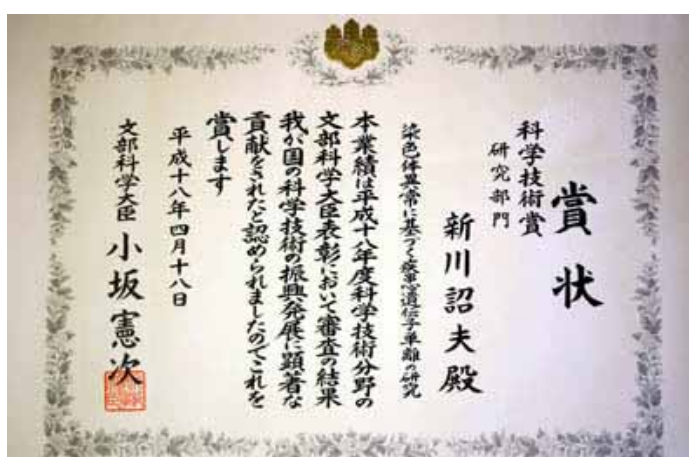 賞状
科学技術賞
研究部門
新川詔夫殿
染色体異常に基づく疾患遺伝子単離の研究
本業績は平成十八年度科学技術分野の
文部科学大臣表彰において審査の結果
我が国の科学技術の振興発展に顕著な
貢献をされたと認められましたのでこれを
賞します
平成十八年四月十八日
文部科学大臣 小坂憲次